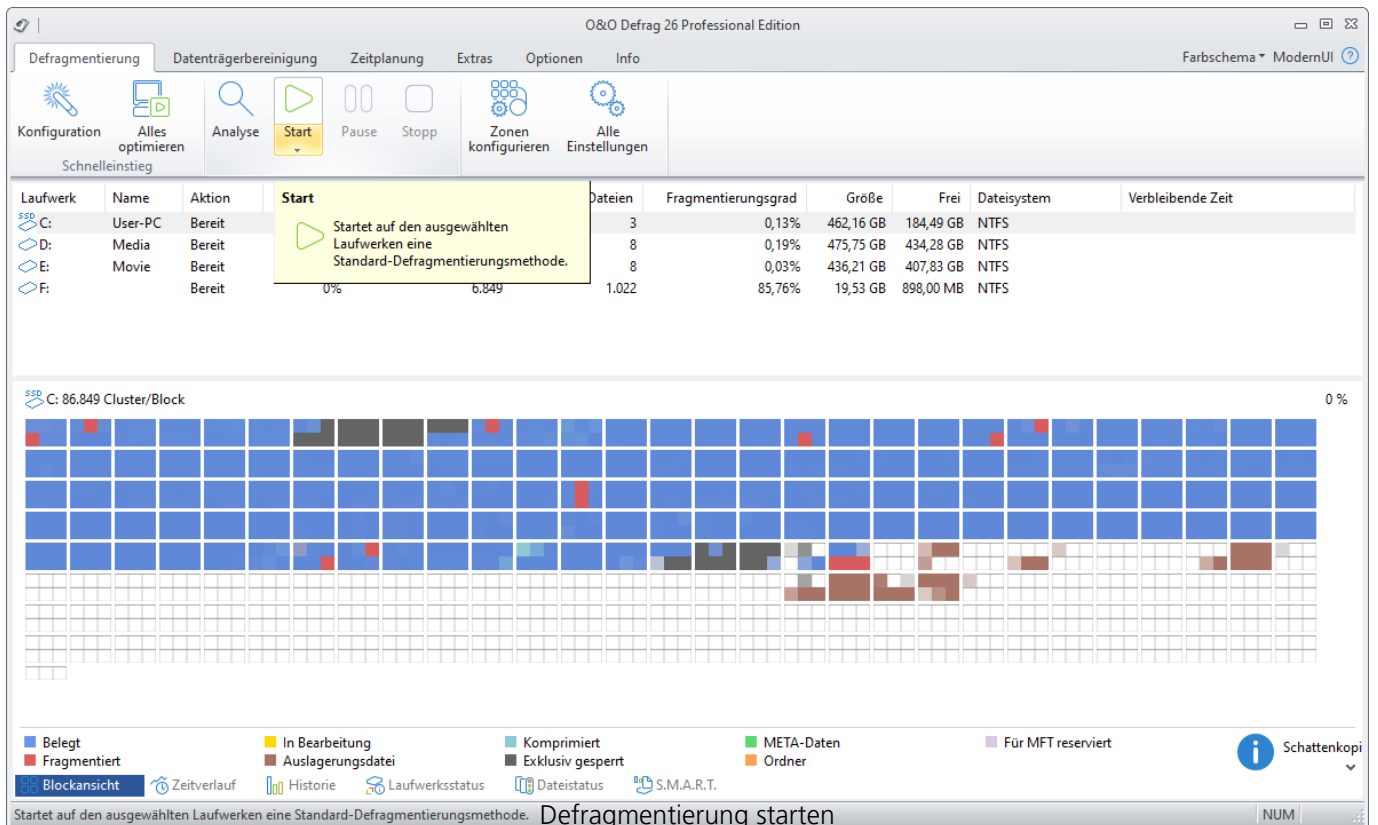 O&O Defrag 26 Professional Edition
Defragmentierung Datenträgerbereinigung Zeitplanung Extras Optionen Info Farbschema ModernUI ?
Konfiguration Alles optimieren Analyse Start Pause Stopp Zonen konfigurieren Alle Einstellungen
Schnelleinstieg
Laufwerk Name Aktion Dateien Fragmentierungsgrad Größe Frei Dateisystem Verbleibende Zeit
SSD C: User-PC Bereit 3 0,13% 462,16 GB 184,49 GB NTFS
D: Media Bereit 8 0,19% 475,75 GB 434,28 GB NTFS
E: Movie Bereit 8 0,03% 436,21 GB 407,83 GB NTFS
F: Bereit 0% 6.849 1.022 85,76% 19,53 GB 898,00 MB NTFS
Start
Startet auf den ausgewählten
Laufwerken eine
Standard-Defragmentierungsmethode.
SSD C: 86.849 Cluster/Block 0 %
Belegt In Bearbeitung Komprimiert META-Daten Für MFT reserviert
Fragmentiert Auslagerungsdatei Exklusiv gesperrt Ordner
i Schattenkopi
Blockansicht Zeitverlauf Historie Laufwerksstatus Dateistatus S.M.A.R.T.
Startet auf den ausgewählten Laufwerken eine Standard-Defragmentierungsmethode. Defragmentierung starten NUM